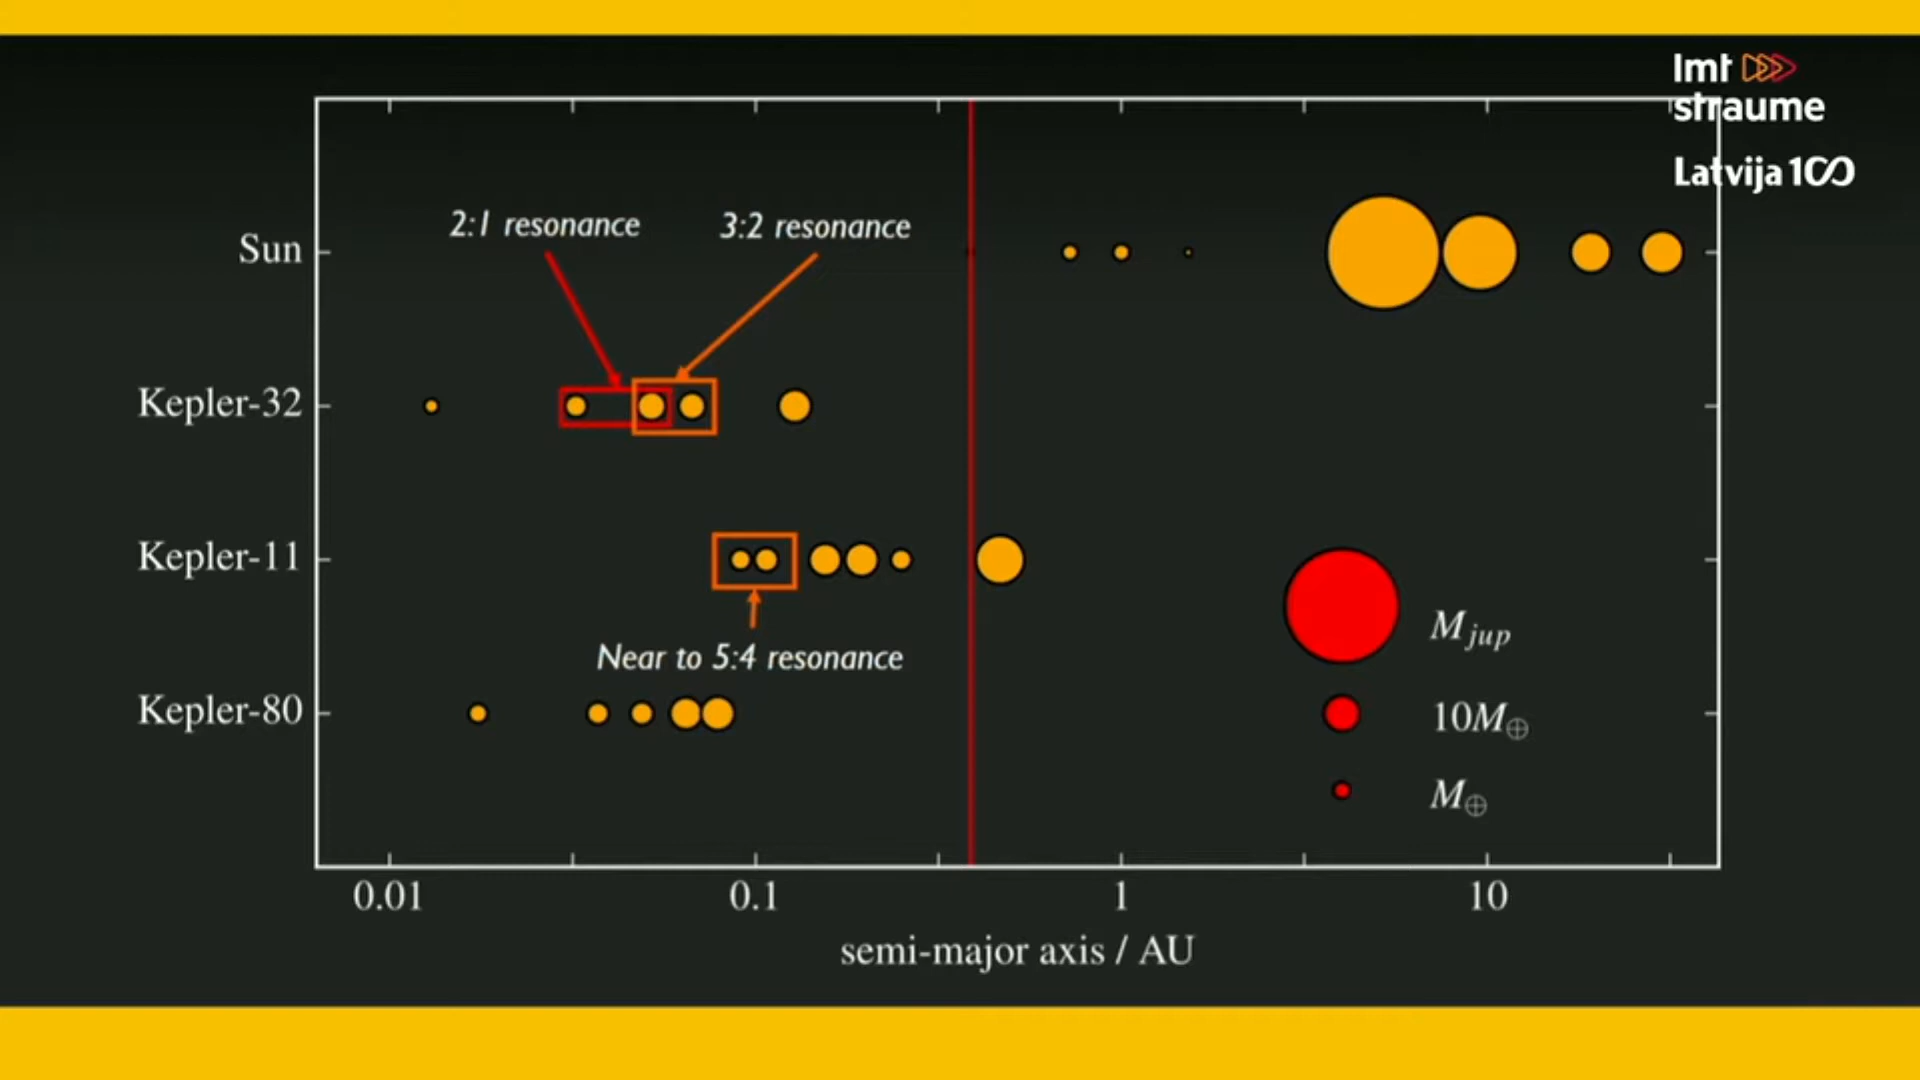 lmt
straume
Latvija 100
2:1 resonance
3:2 resonance
Sun
Kepler-32
Kepler-11
Near to 5:4 resonance
Kepler-80
M jup
10M⊕
M⊕
0.01
0.1
1
10
semi-major axis / AU